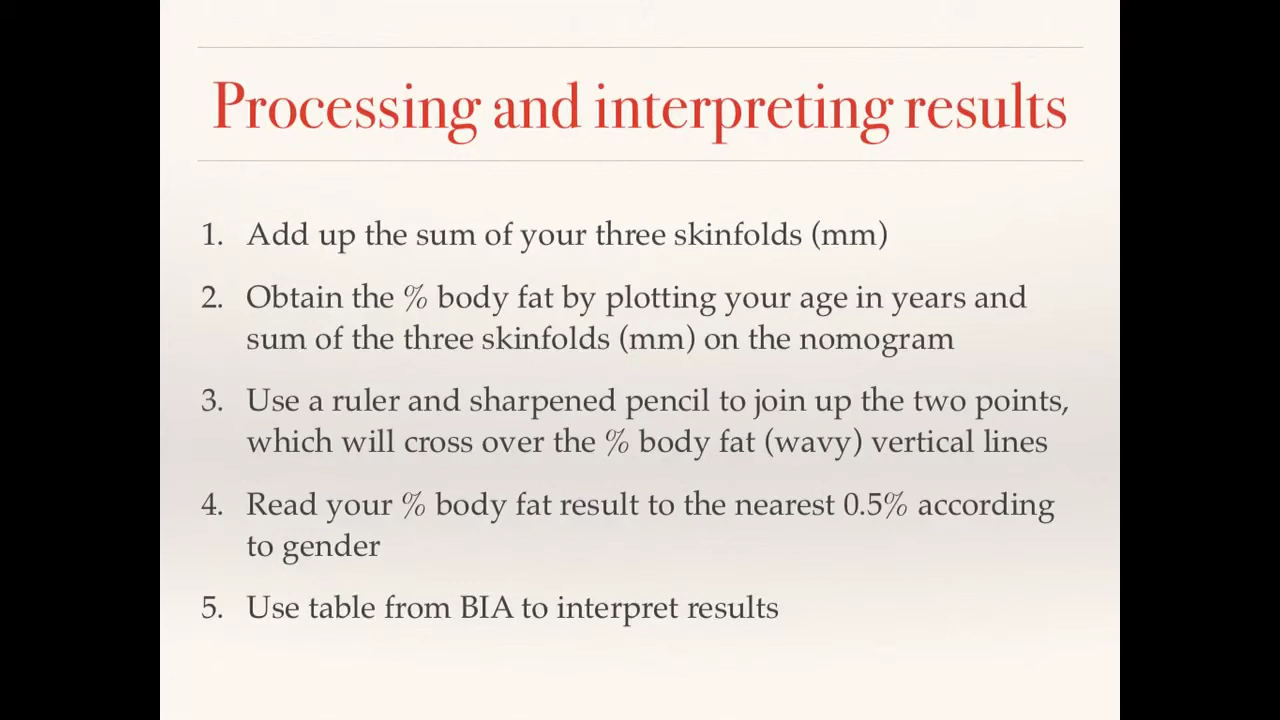 Processing and interpreting results
1. Add up the sum of your three skinfolds (mm)
2. Obtain the % body fat by plotting your age in years and
sum of the three skinfolds (mm) on the nomogram
3. Use a ruler and sharpened pencil to join up the two points,
which will cross over the % body fat (wavy) vertical lines
4. Read your % body fat result to the nearest 0.5% according
to gender
5. Use table from BIA to interpret results